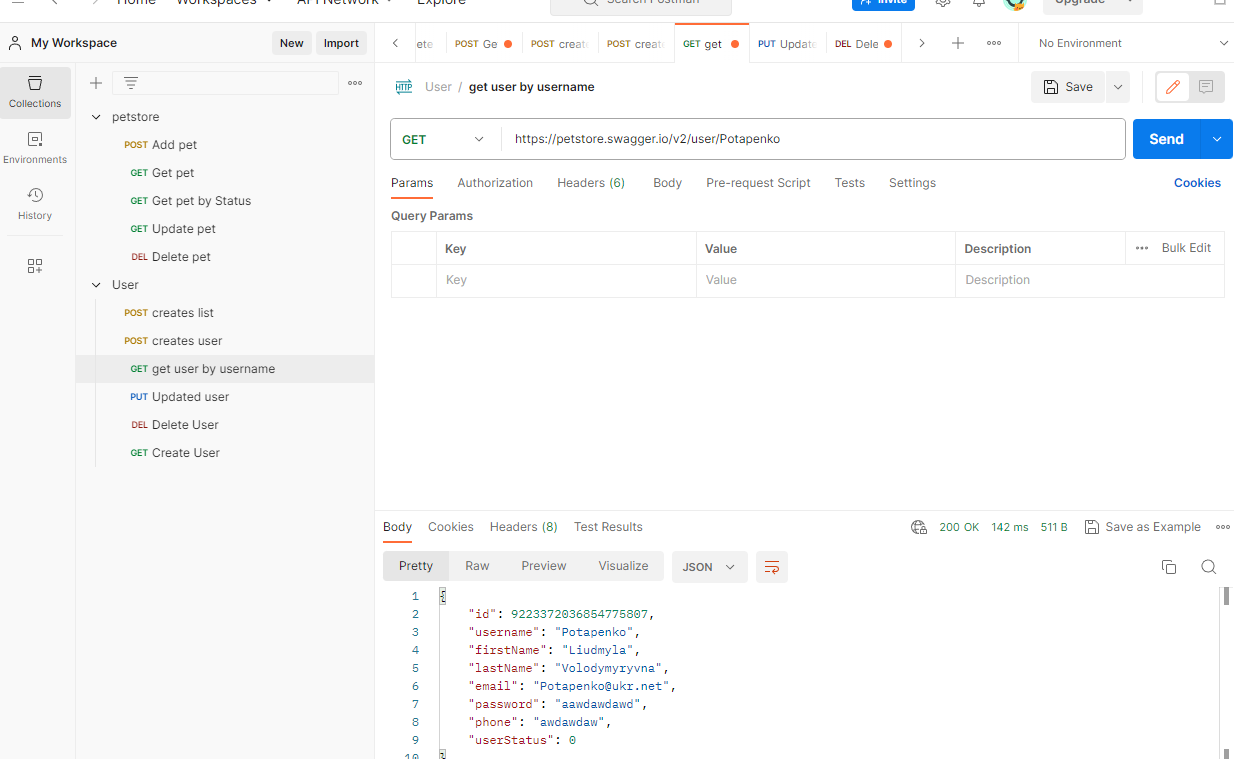 Home Workspaces API Network Explore Search Postman Invite Upgrade
My Workspace New Import
ete POST Ge POST creat POST creat GET get PUT Update DEL Dele No Environment
Collections
Environments
History
petstore
POST Add pet
GET Get pet
GET Get pet by Status
GET Update pet
DEL Delete pet
User
POST creates list
POST creates user
GET get user by username
PUT Updated user
DEL Delete User
GET Create User
HTTP User / get user by username Save
GET https://petstore.swagger.io/v2/user/Potapenko Send
Params Authorization Headers (6) Body Pre-request Script Tests Settings Cookies
Query Params
Key Value Description Bulk Edit
Key Value Description
Body Cookies Headers (8) Test Results 200 OK 142 ms 511 B Save as Example
Pretty Raw Preview Visualize JSON
1 {
2 "id": 9223372036854775807,
3 "username": "Potapenko",
4 "firstName": "Liudmyla",
5 "lastName": "Volodymyryvna",
6 "email": "Potapenko@ukr.net",
7 "password": "aawdawdawd",
8 "phone": "awdawdaw",
9 "userStatus": 0
10 }